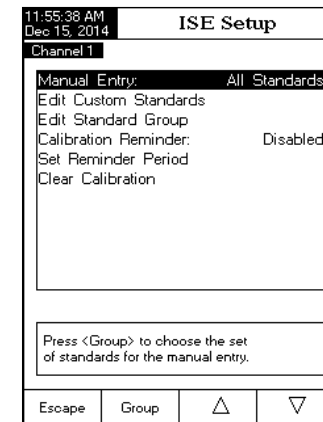 11:55:38 AM
Dec 15, 2014
ISE Setup
Channel 1
Manual Entry: All Standards
Edit Custom Standards
Edit Standard Group
Calibration Reminder: Disabled
Set Reminder Period
Clear Calibration
Press <Group> to choose the set
of standards for the manual entry.
Escape Group △ ▽